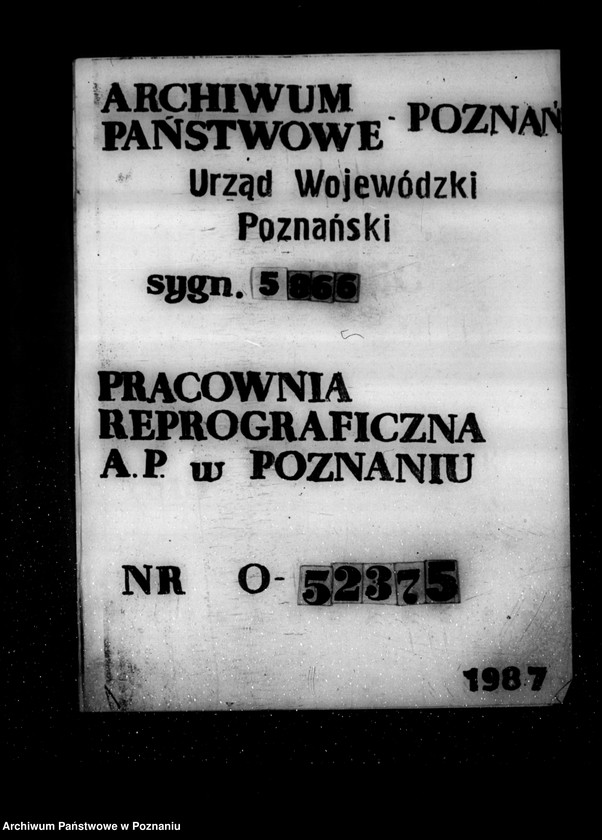 ARCHIWUM
PAŃSTWOWE - POZNAŃ
Urząd Wojewódzki
Poznański
sygn. 5866
PRACOWNIA
REPROGRAFICZNA
A.P. w POZNANIU
NR O-52375
1987
Archiwum Państwowe w Poznaniu